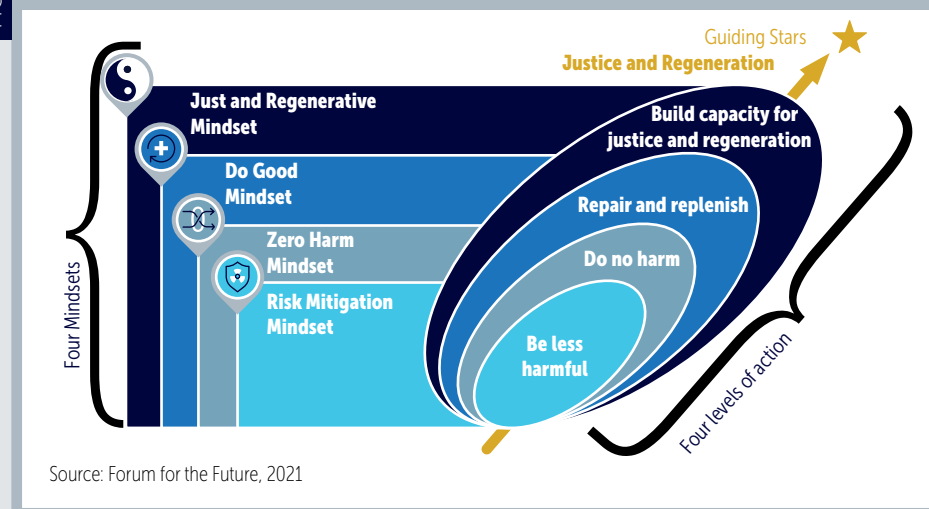 Guiding Stars
Justice and Regeneration
Just and Regenerative
Mindset
Build capacity for
justice and regeneration
Do Good
Mindset
Repair and replenish
Zero Harm
Mindset
Do no harm
Risk Mitigation
Mindset
Be less
harmful
Four Mindsets
Four levels of action
Source: Forum for the Future, 2021